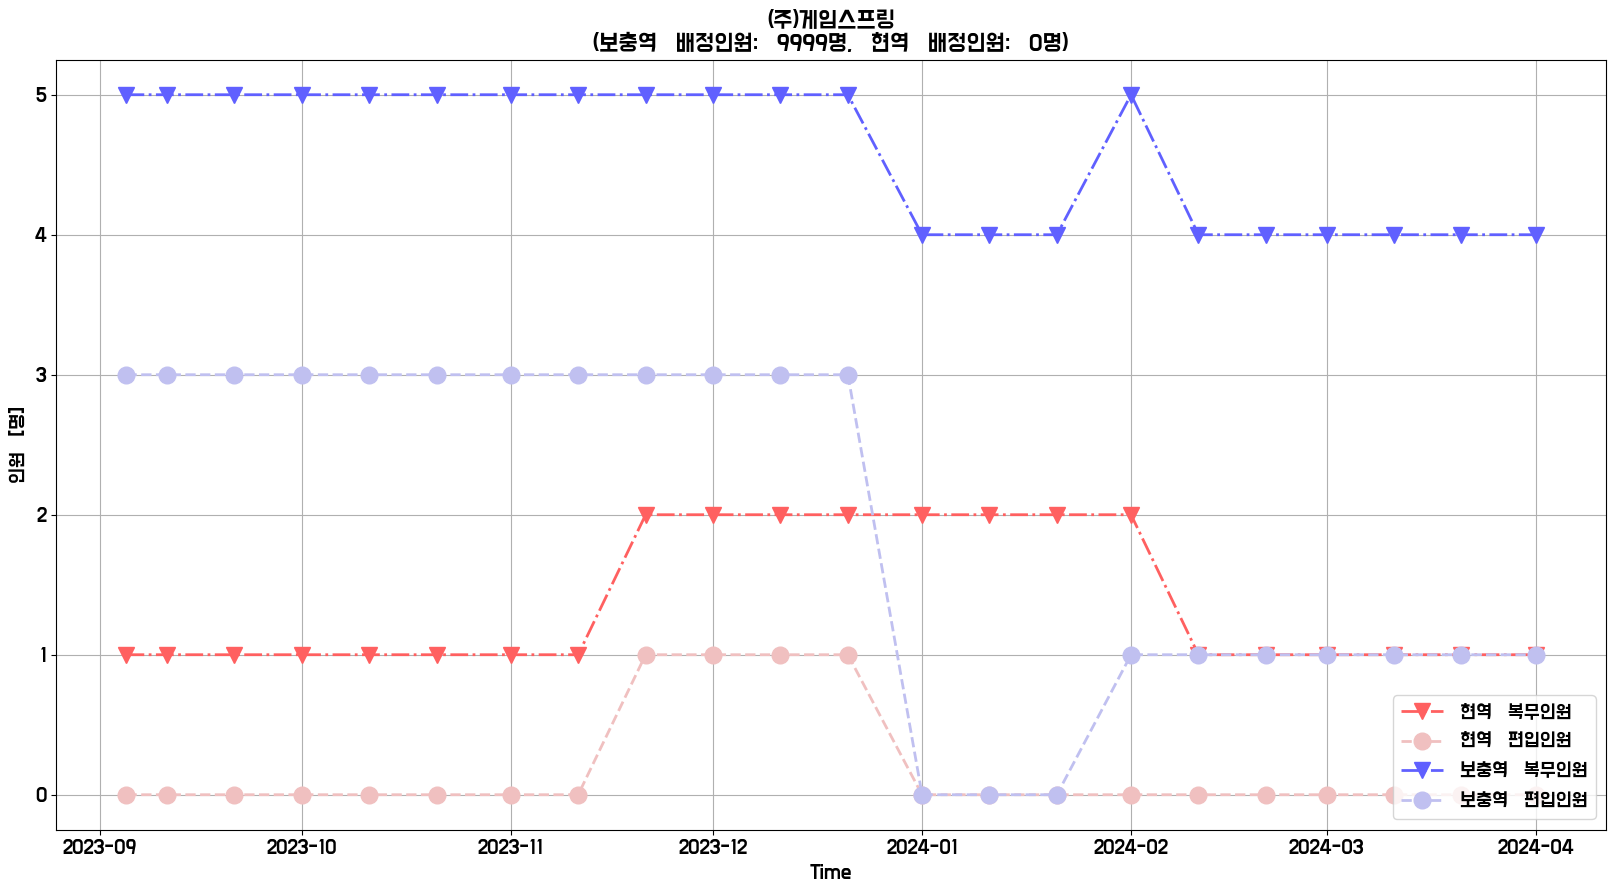 (주)게임스프링
(보충역 배정인원: 9999명, 현역 배정인원: 0명)
5
4
3
2
1
0
인원 [명]
2023-09 2023-10 2023-11 2023-12 2024-01 2024-02 2024-03 2024-04
Time
현역 복무인원
현역 편입인원
보충역 복무인원
보충역 편입인원